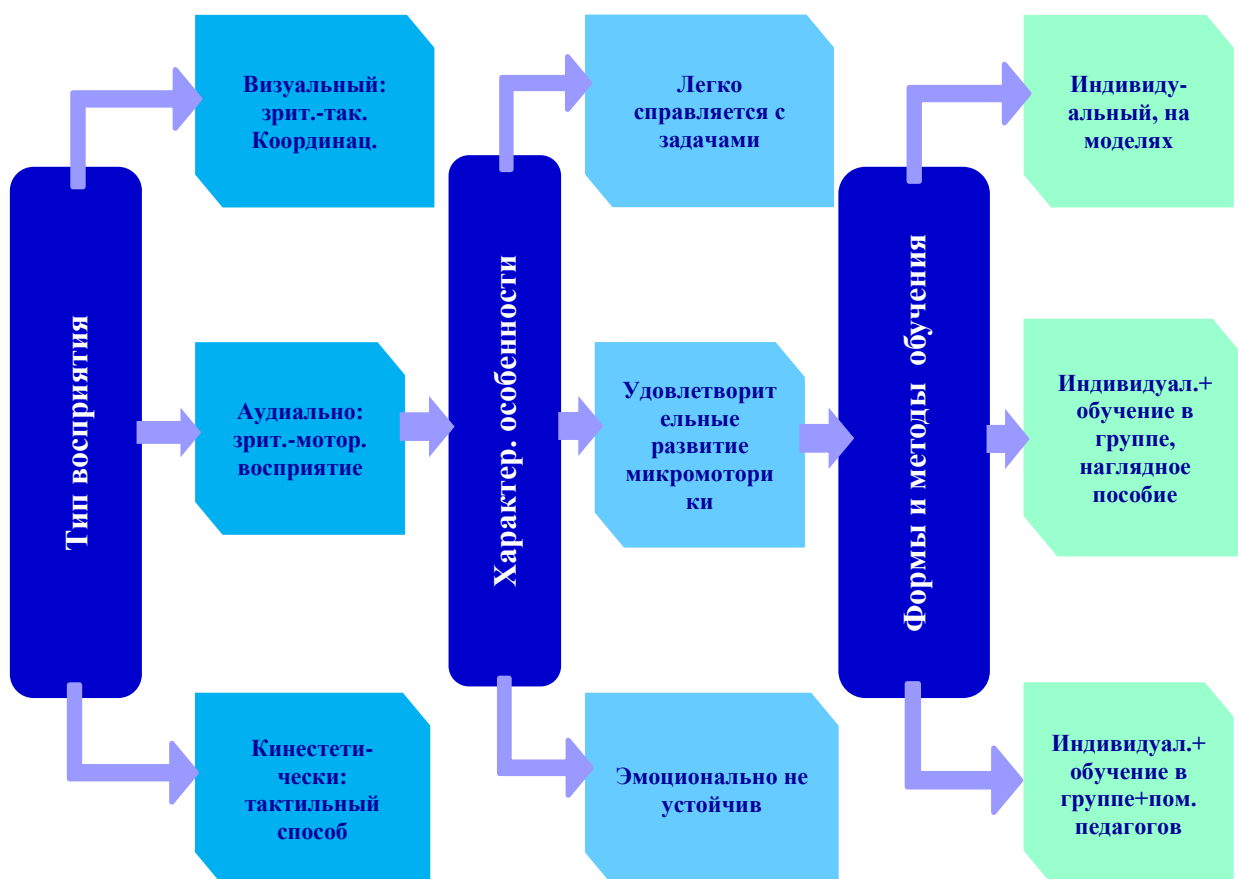 Тип восприятия
Визуальный:
зрит.-так.
Координац.
Аудиально:
зрит.-мотор.
восприятие
Кинестети-
чески:
тактильный
способ
Характер. особенности
Легко
справляется с
задачами
Удовлетворит
ельные
развитие
микромотори
ки
Эмоционально не
устойчив
Формы и методы обучения
Индивиду-
альный, на
моделях
Индивидуал.+
обучение в
группе,
наглядное
пособие
Индивидуал.+
обучение в
группе+пом.
педагогов